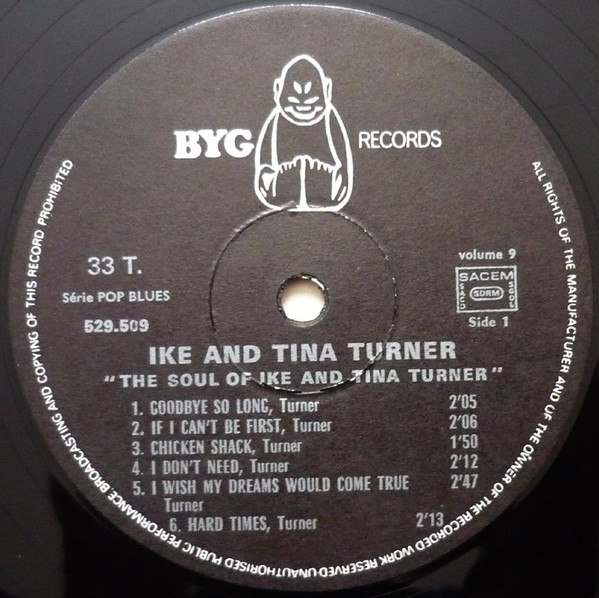 BYG RECORDS
33 T.
Série POP BLUES
529.509
volume 9
SACEM
SACD SDRM SGDL
Side 1
IKE AND TINA TURNER
"THE SOUL OF IKE AND TINA TURNER"
1. GOODBYE SO LONG, Turner 2'05
2. IF I CAN'T BE FIRST, Turner 2'06
3. CHICKEN SHACK, Turner 1'50
4. I DON'T NEED, Turner 2'12
5. I WISH MY DREAMS WOULD COME TRUE 2'47
Turner
6. HARD TIMES, Turner 2'13
ALL RIGHTS OF THE MANUFACTURER AND OF THE OWNER OF THE RECORDED WORK RESERVED-UNAUTHORISED PUBLIC PERFORMANCE BROADCASTING AND COPYING OF THIS RECORD PROHIBITED